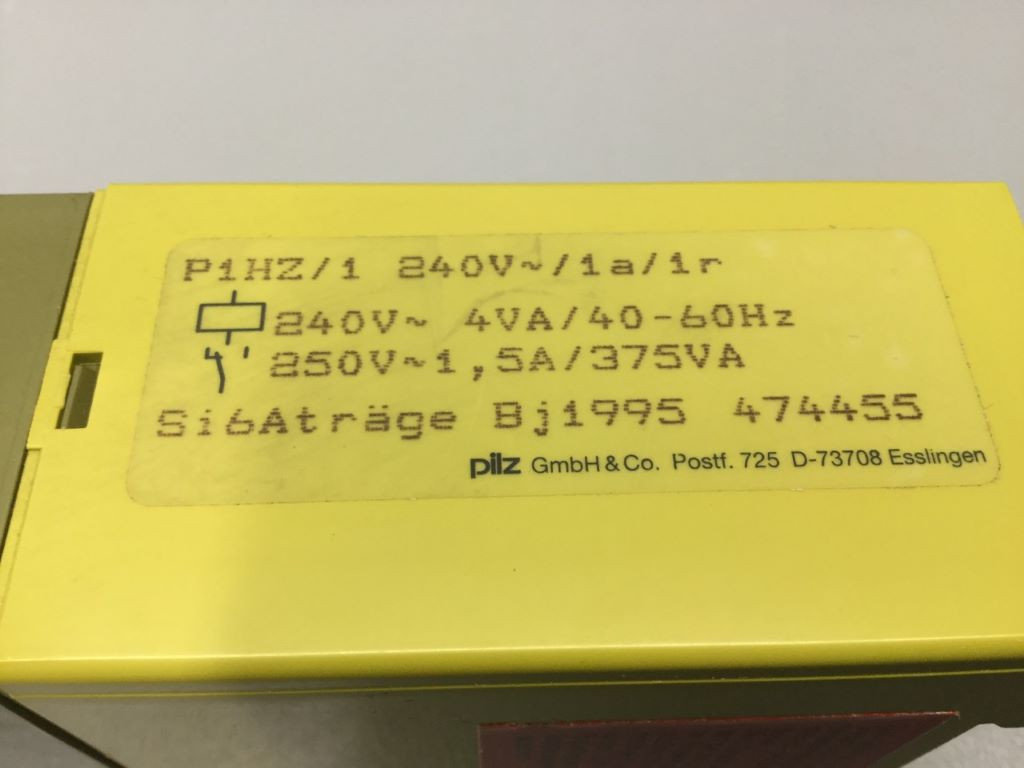 P1HZ/1 240V~/1a/1r
240V~ 4VA/40-60Hz
250V~1,5A/375VA
Si6Aträge Bj1995 474455
pilz GmbH & Co. Postf. 725 D-73708 Esslingen